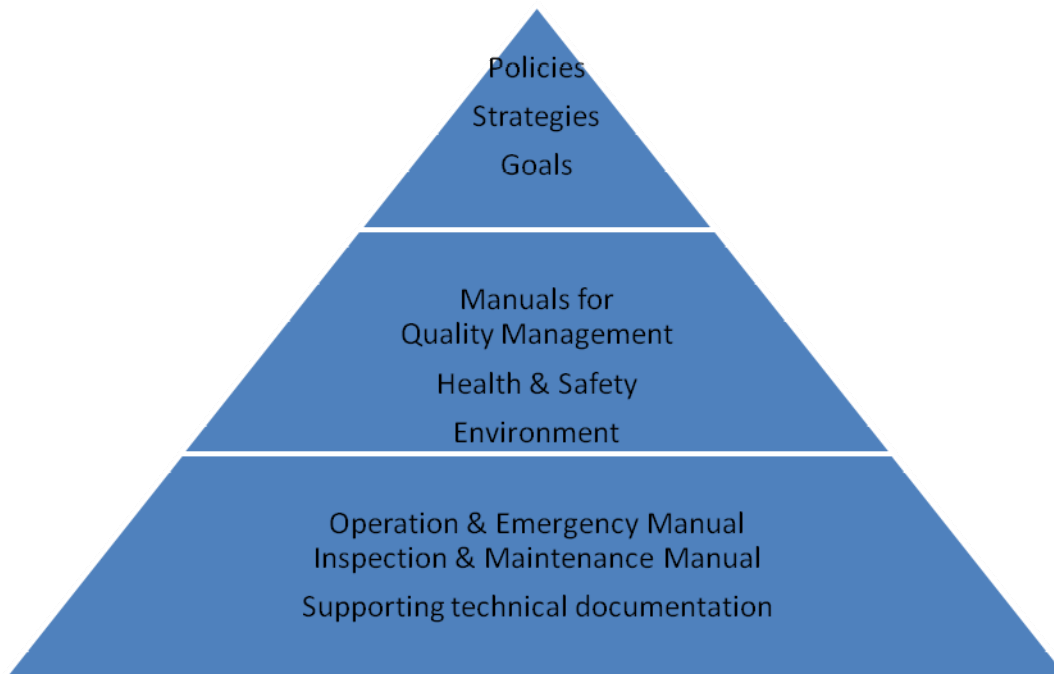 Policies
Strategies
Goals
Manuals for
Quality Management
Health & Safety
Environment
Operation & Emergency Manual
Inspection & Maintenance Manual
Supporting technical documentation